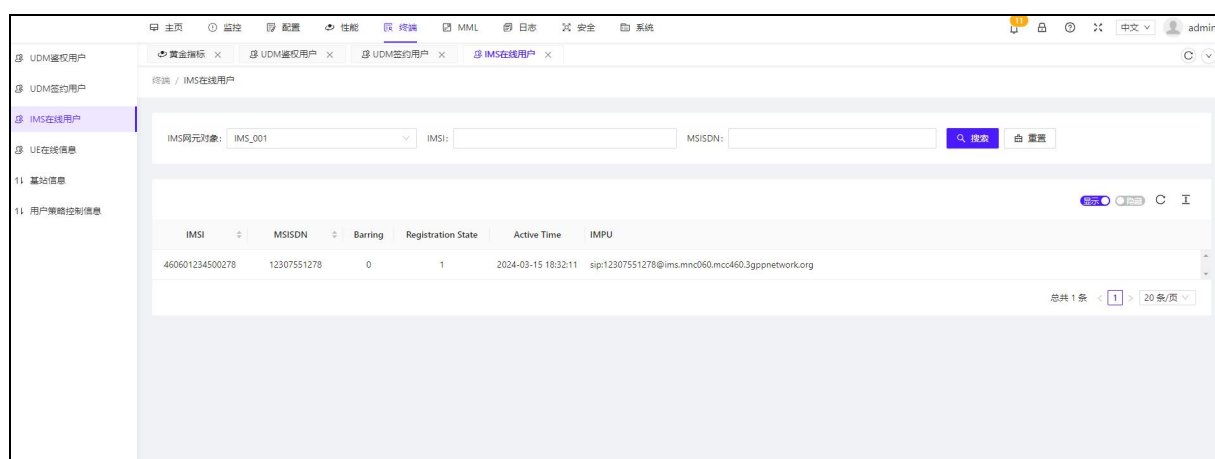 主页 监控 配置 性能 终端 MML 日志 安全 系统 11 中文 admin
UDM鉴权用户
UDM签约用户
IMS在线用户
UE在线信息
基站信息
用户策略控制信息
黄金指标 UDM鉴权用户 UDM签约用户 IMS在线用户
终端 / IMS在线用户
IMS网元对象: IMS_001 IMSI: MSISDN: 搜索 重置
显示 隐藏
IMSI MSISDN Barring Registration State Active Time IMPU
460601234500278 12307551278 0 1 2024-03-15 18:32:11 sip:12307551278@ims.mnc060.mcc460.3gppnetwork.org
总共 1 条 < 1 > 20 条/页